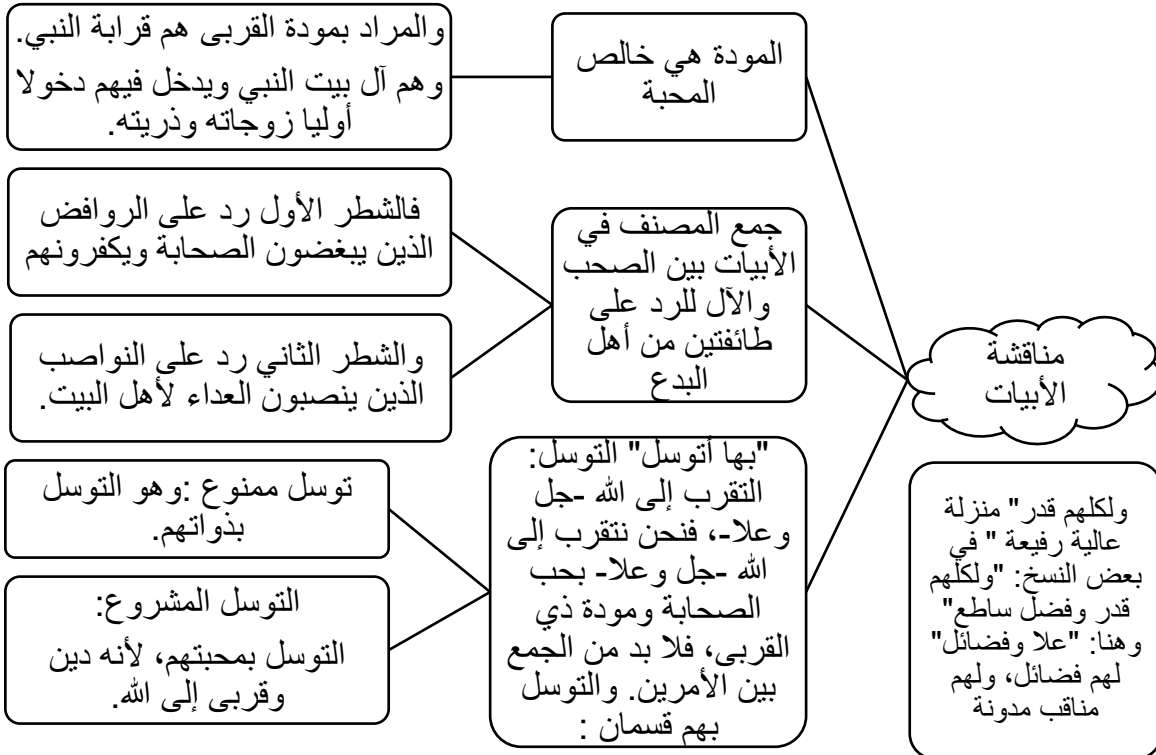 مناقشة
الأبيات
المودة هي خالص
المحبة
والمراد بمودة القربى هم قرابة النبي.
وهم آل بيت النبي ويدخل فيهم دخولا
أوليا زوجاته وذريته.
جمع المصنف في
الأبيات بين الصحب
والآل للرد على
طائفتين من أهل
البدع
فالشطر الأول رد على الروافض
الذين يبغضون الصحابة ويكفرونهم
والشطر الثاني رد على النواصب
الذين ينصبون العداء لأهل البيت.
"بها أتوسل" التوسل:
التقرب إلى الله -جل
وعلا-، فنحن نتقرب إلى
الله -جل وعلا- بحب
الصحابة ومودة ذي
القربى، فلا بد من الجمع
بين الأمرين. والتوسل
بهم قسمان :
توسل ممنوع :وهو التوسل
بذواتهم.
التوسل المشروع:
التوسل بمحبتهم، لأنه دين
وقربى إلى الله.
ولكلهم قدر" منزلة
عالية رفيعة " في
بعض النسخ: "ولكلهم
قدر وفضل ساطع"
وهنا: "علا وفضائل"
لهم فضائل، ولهم
مناقب مدونة